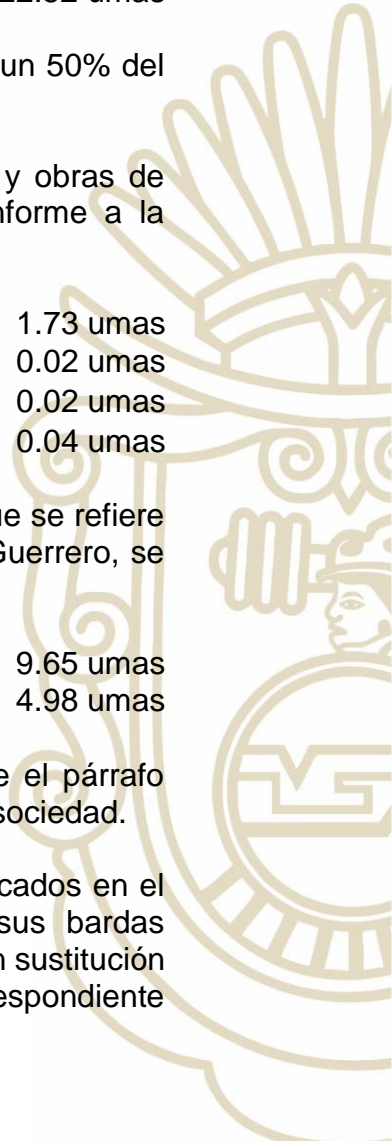 umas
un 50% del
y obras de
nforme a la
1.73 umas
0.02 umas
0.02 umas
0.04 umas
ue se refiere
Guerrero, se
9.65 umas
4.98 umas
e el párrafo
sociedad.
cados en el
sus bardas
n sustitución
espondiente